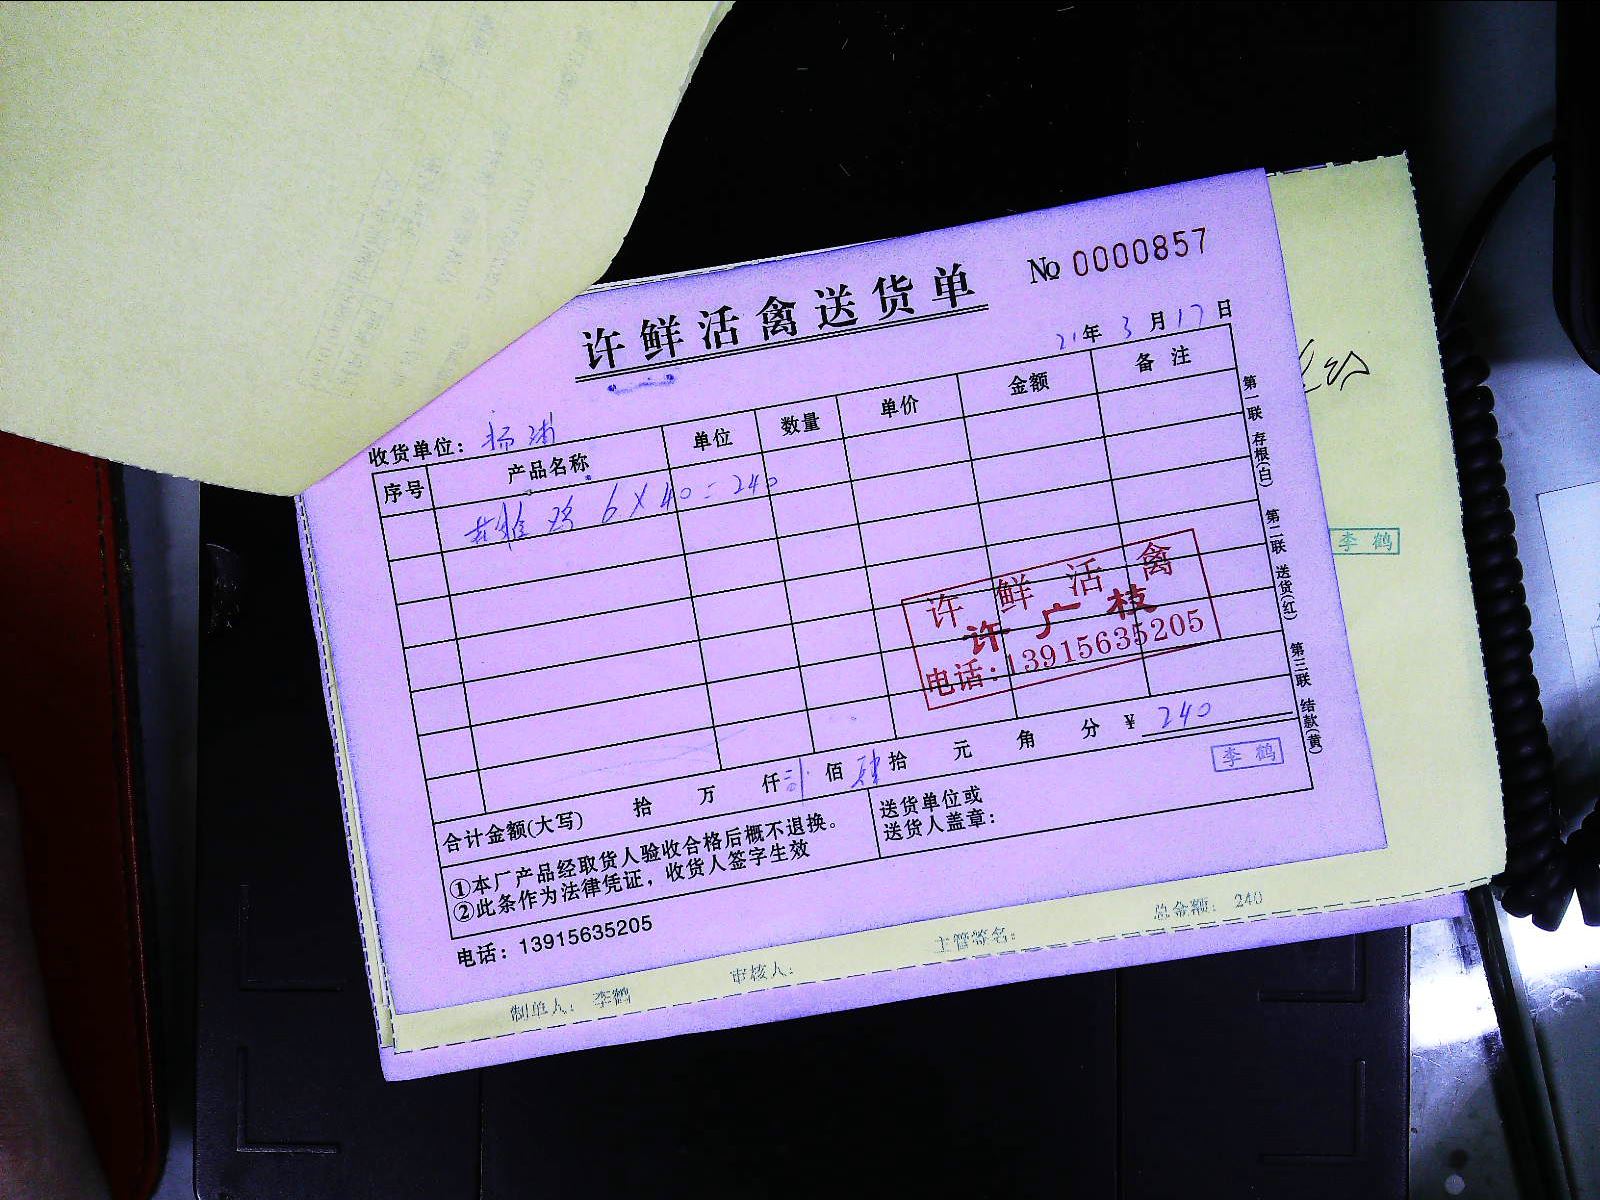 许鲜活禽送货单
No 0000857
21年 3月 17日
收货单位：杨浦
序号 产品名称 单位 数量 单价 金额 备注
鸡 6×40=240
许鲜活禽
许广枝
电话:13915635205
合计金额(大写) 拾 万 仟 贰佰 肆拾 元 角 分 ¥ 240
李鹤
①本厂产品经取货人验收合格后概不退换。
②此条作为法律凭证，收货人签字生效
送货单位或
送货人盖章：
电话：13915635205
第一联 存根(白) 第二联 送货(红) 第三联 结款(黄)
李鹤
制单人：李鹤 审核人： 主管签名： 总金额：240